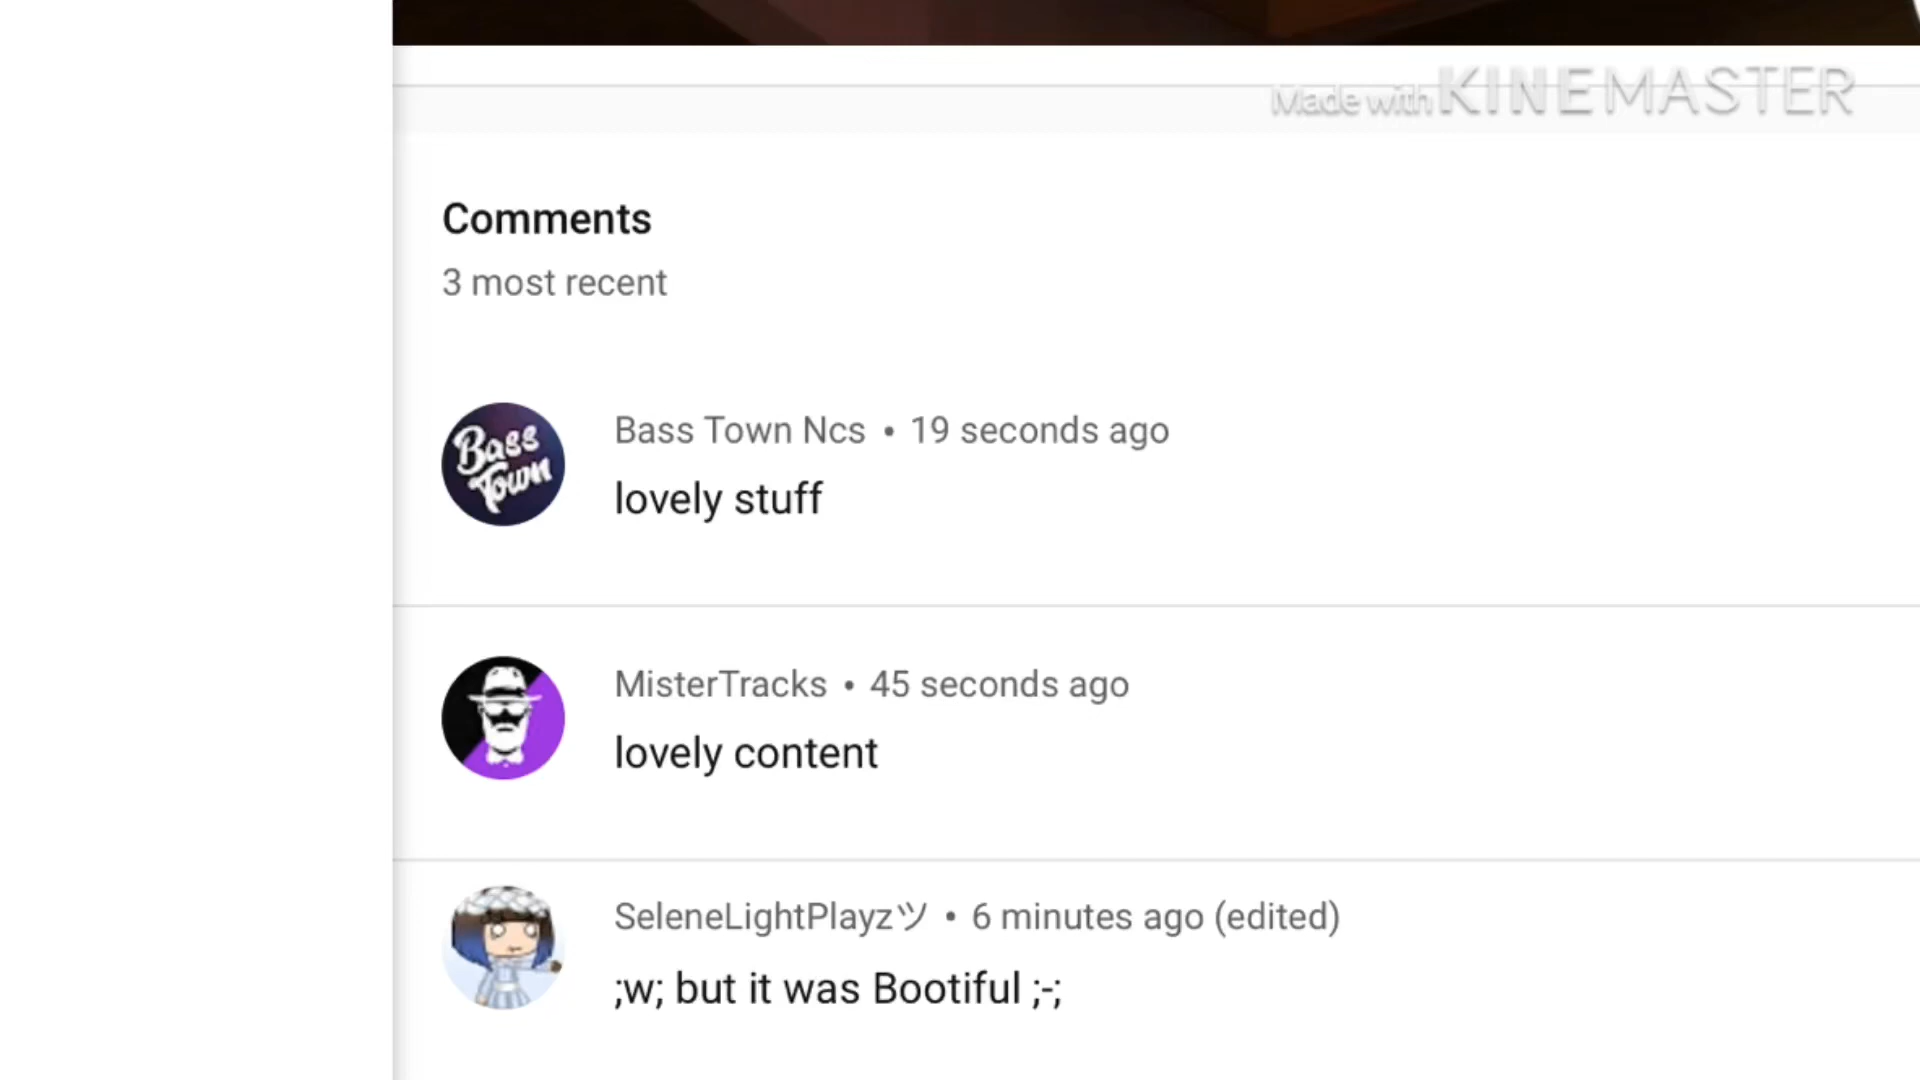 Made with KINEMASTER
Comments
3 most recent
Bass Town
Bass Town Ncs • 19 seconds ago
lovely stuff
MisterTracks • 45 seconds ago
lovely content
SeleneLightPlayzツ • 6 minutes ago (edited)
;w; but it was Bootiful ;-;